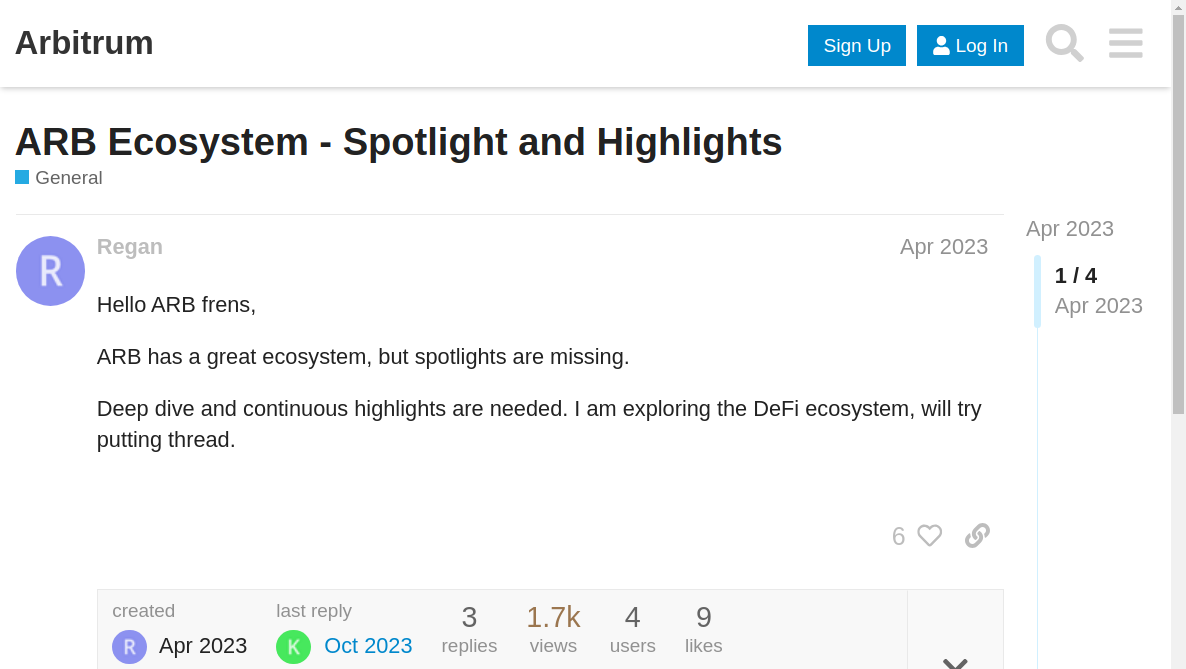 Arbitrum
Sign Up
Log In
ARB Ecosystem - Spotlight and Highlights
General
R
Regan
Apr 2023
Hello ARB frens,
ARB has a great ecosystem, but spotlights are missing.
Deep dive and continuous highlights are needed. I am exploring the DeFi ecosystem, will try
putting thread.
6
created
R Apr 2023
last reply
K Oct 2023
3
replies
1.7k
views
4
users
9
likes
Apr 2023
1 / 4
Apr 2023